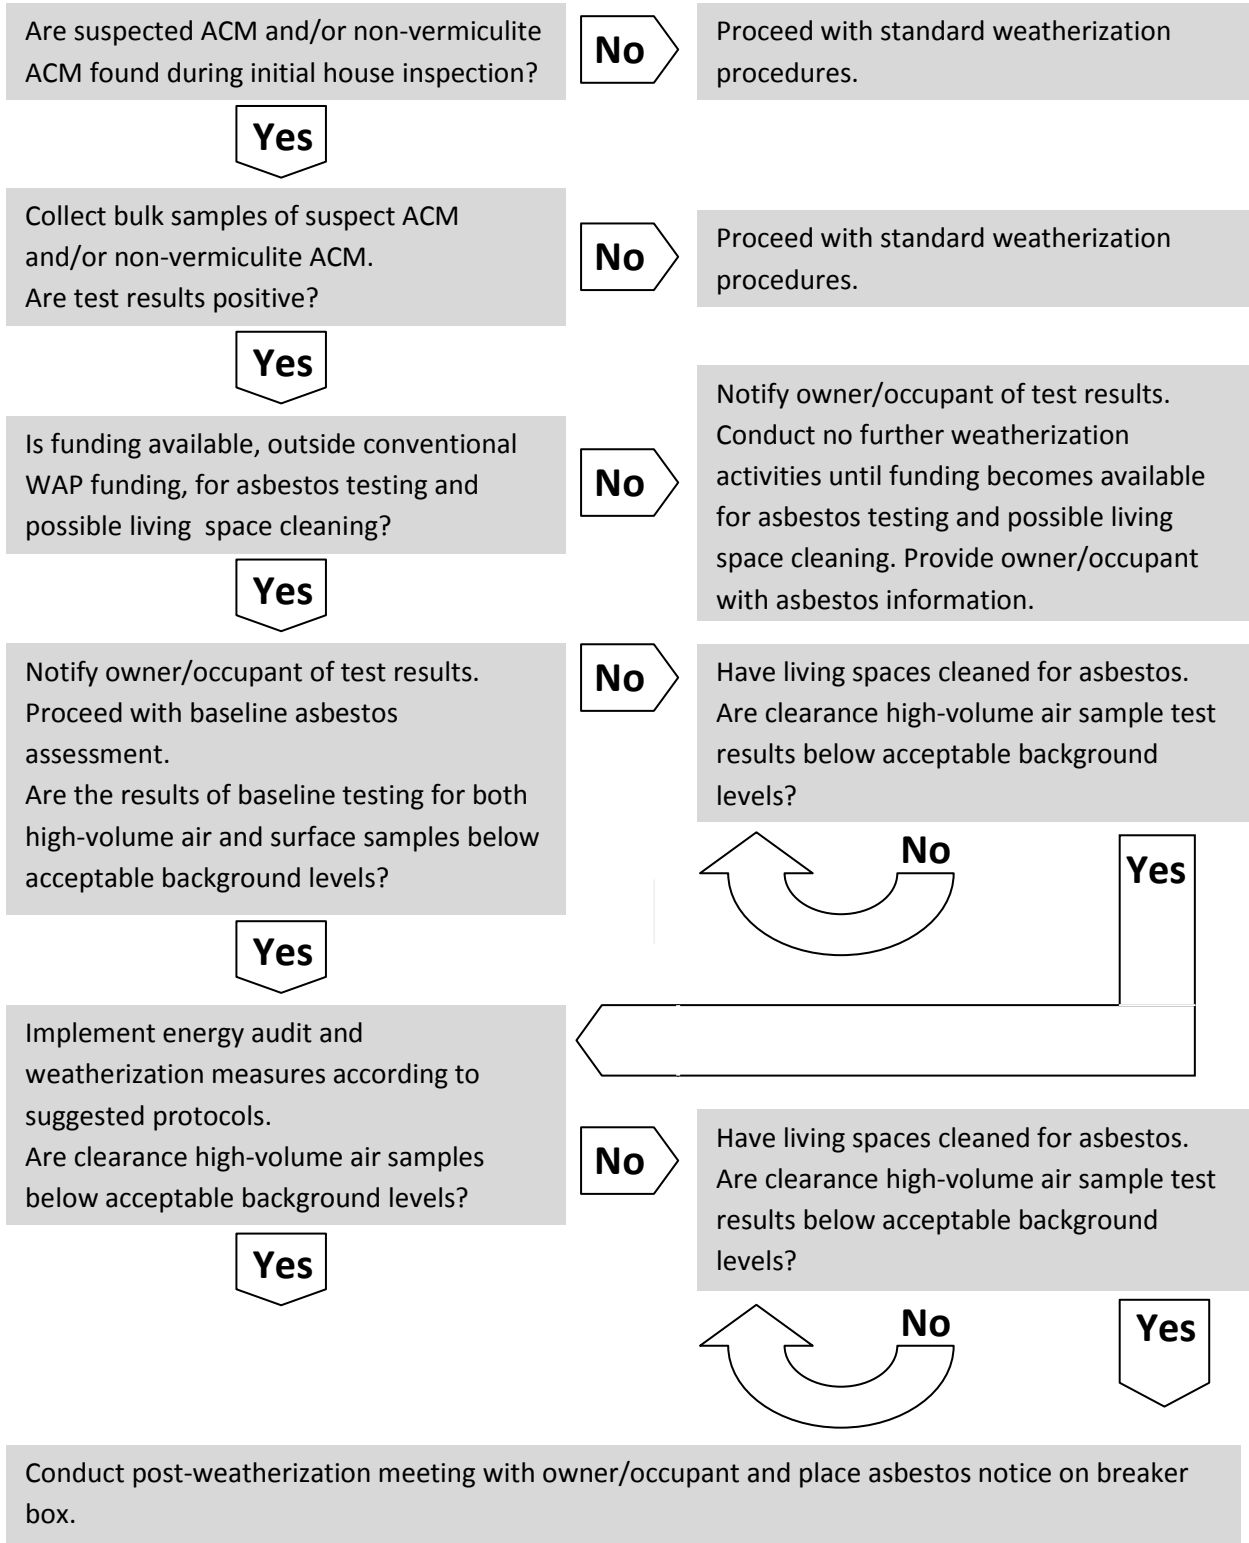 Are suspected ACM and/or non-vermiculite
ACM found during initial house inspection?
No
Proceed with standard weatherization
procedures.
Yes
Collect bulk samples of suspect ACM
and/or non-vermiculite ACM.
Are test results positive?
No
Proceed with standard weatherization
procedures.
Yes
Is funding available, outside conventional
WAP funding, for asbestos testing and
possible living space cleaning?
No
Notify owner/occupant of test results.
Conduct no further weatherization
activities until funding becomes available
for asbestos testing and possible living
space cleaning. Provide owner/occupant
with asbestos information.
Yes
Notify owner/occupant of test results.
Proceed with baseline asbestos
assessment.
Are the results of baseline testing for both
high-volume air and surface samples below
acceptable background levels?
No
Have living spaces cleaned for asbestos.
Are clearance high-volume air sample test
results below acceptable background
levels?
No
Yes
Yes
Implement energy audit and
weatherization measures according to
suggested protocols.
Are clearance high-volume air samples
below acceptable background levels?
No
Have living spaces cleaned for asbestos.
Are clearance high-volume air sample test
results below acceptable background
levels?
Yes
No
Yes
Conduct post-weatherization meeting with owner/occupant and place asbestos notice on breaker
box.